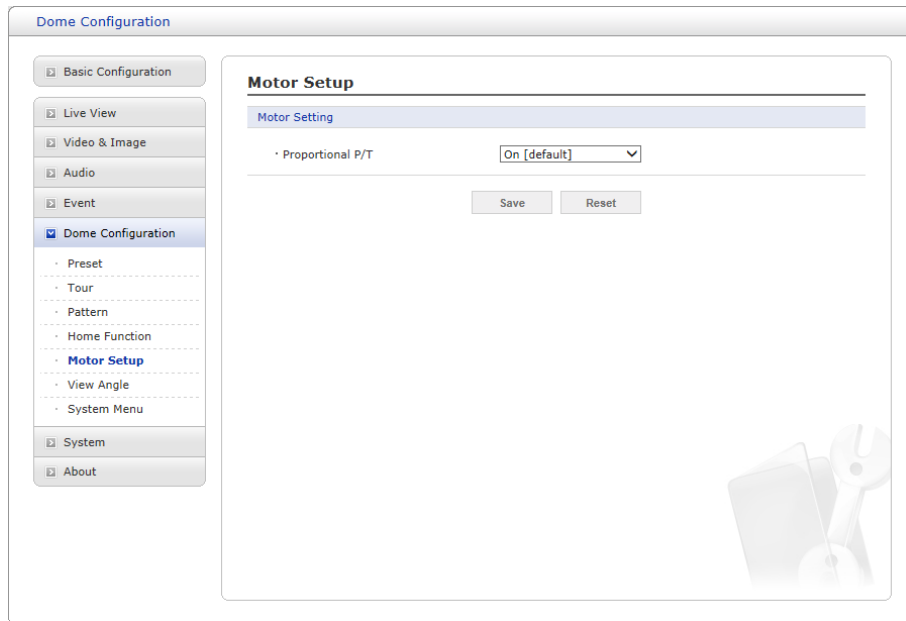 Dome Configuration
Basic Configuration
Live View
Video & Image
Audio
Event
Dome Configuration
· Preset
· Tour
· Pattern
· Home Function
· Motor Setup
· View Angle
· System Menu
System
About
Motor Setup
Motor Setting
· Proportional P/T On [default]
Save Reset